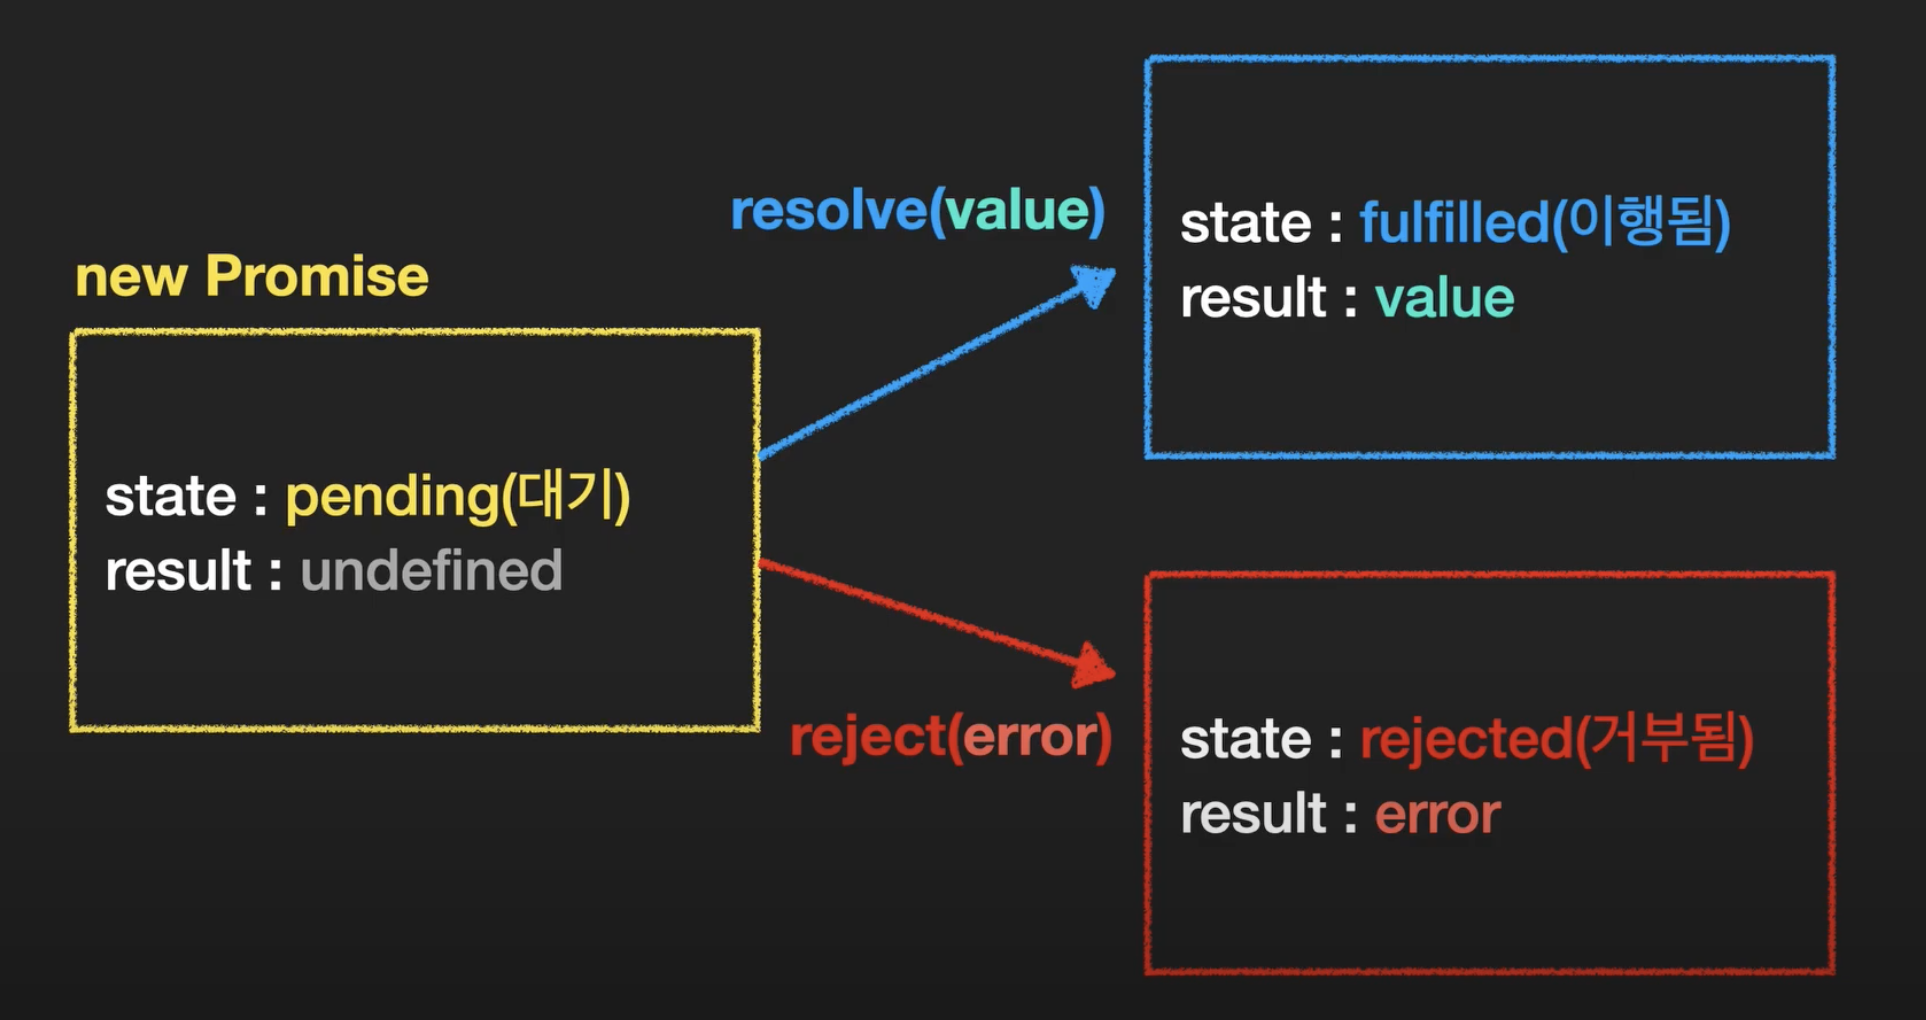 new Promise
state : pending(대기)
result : undefined
resolve(value)
state : fulfilled(이행됨)
result : value
reject(error)
state : rejected(거부됨)
result : error